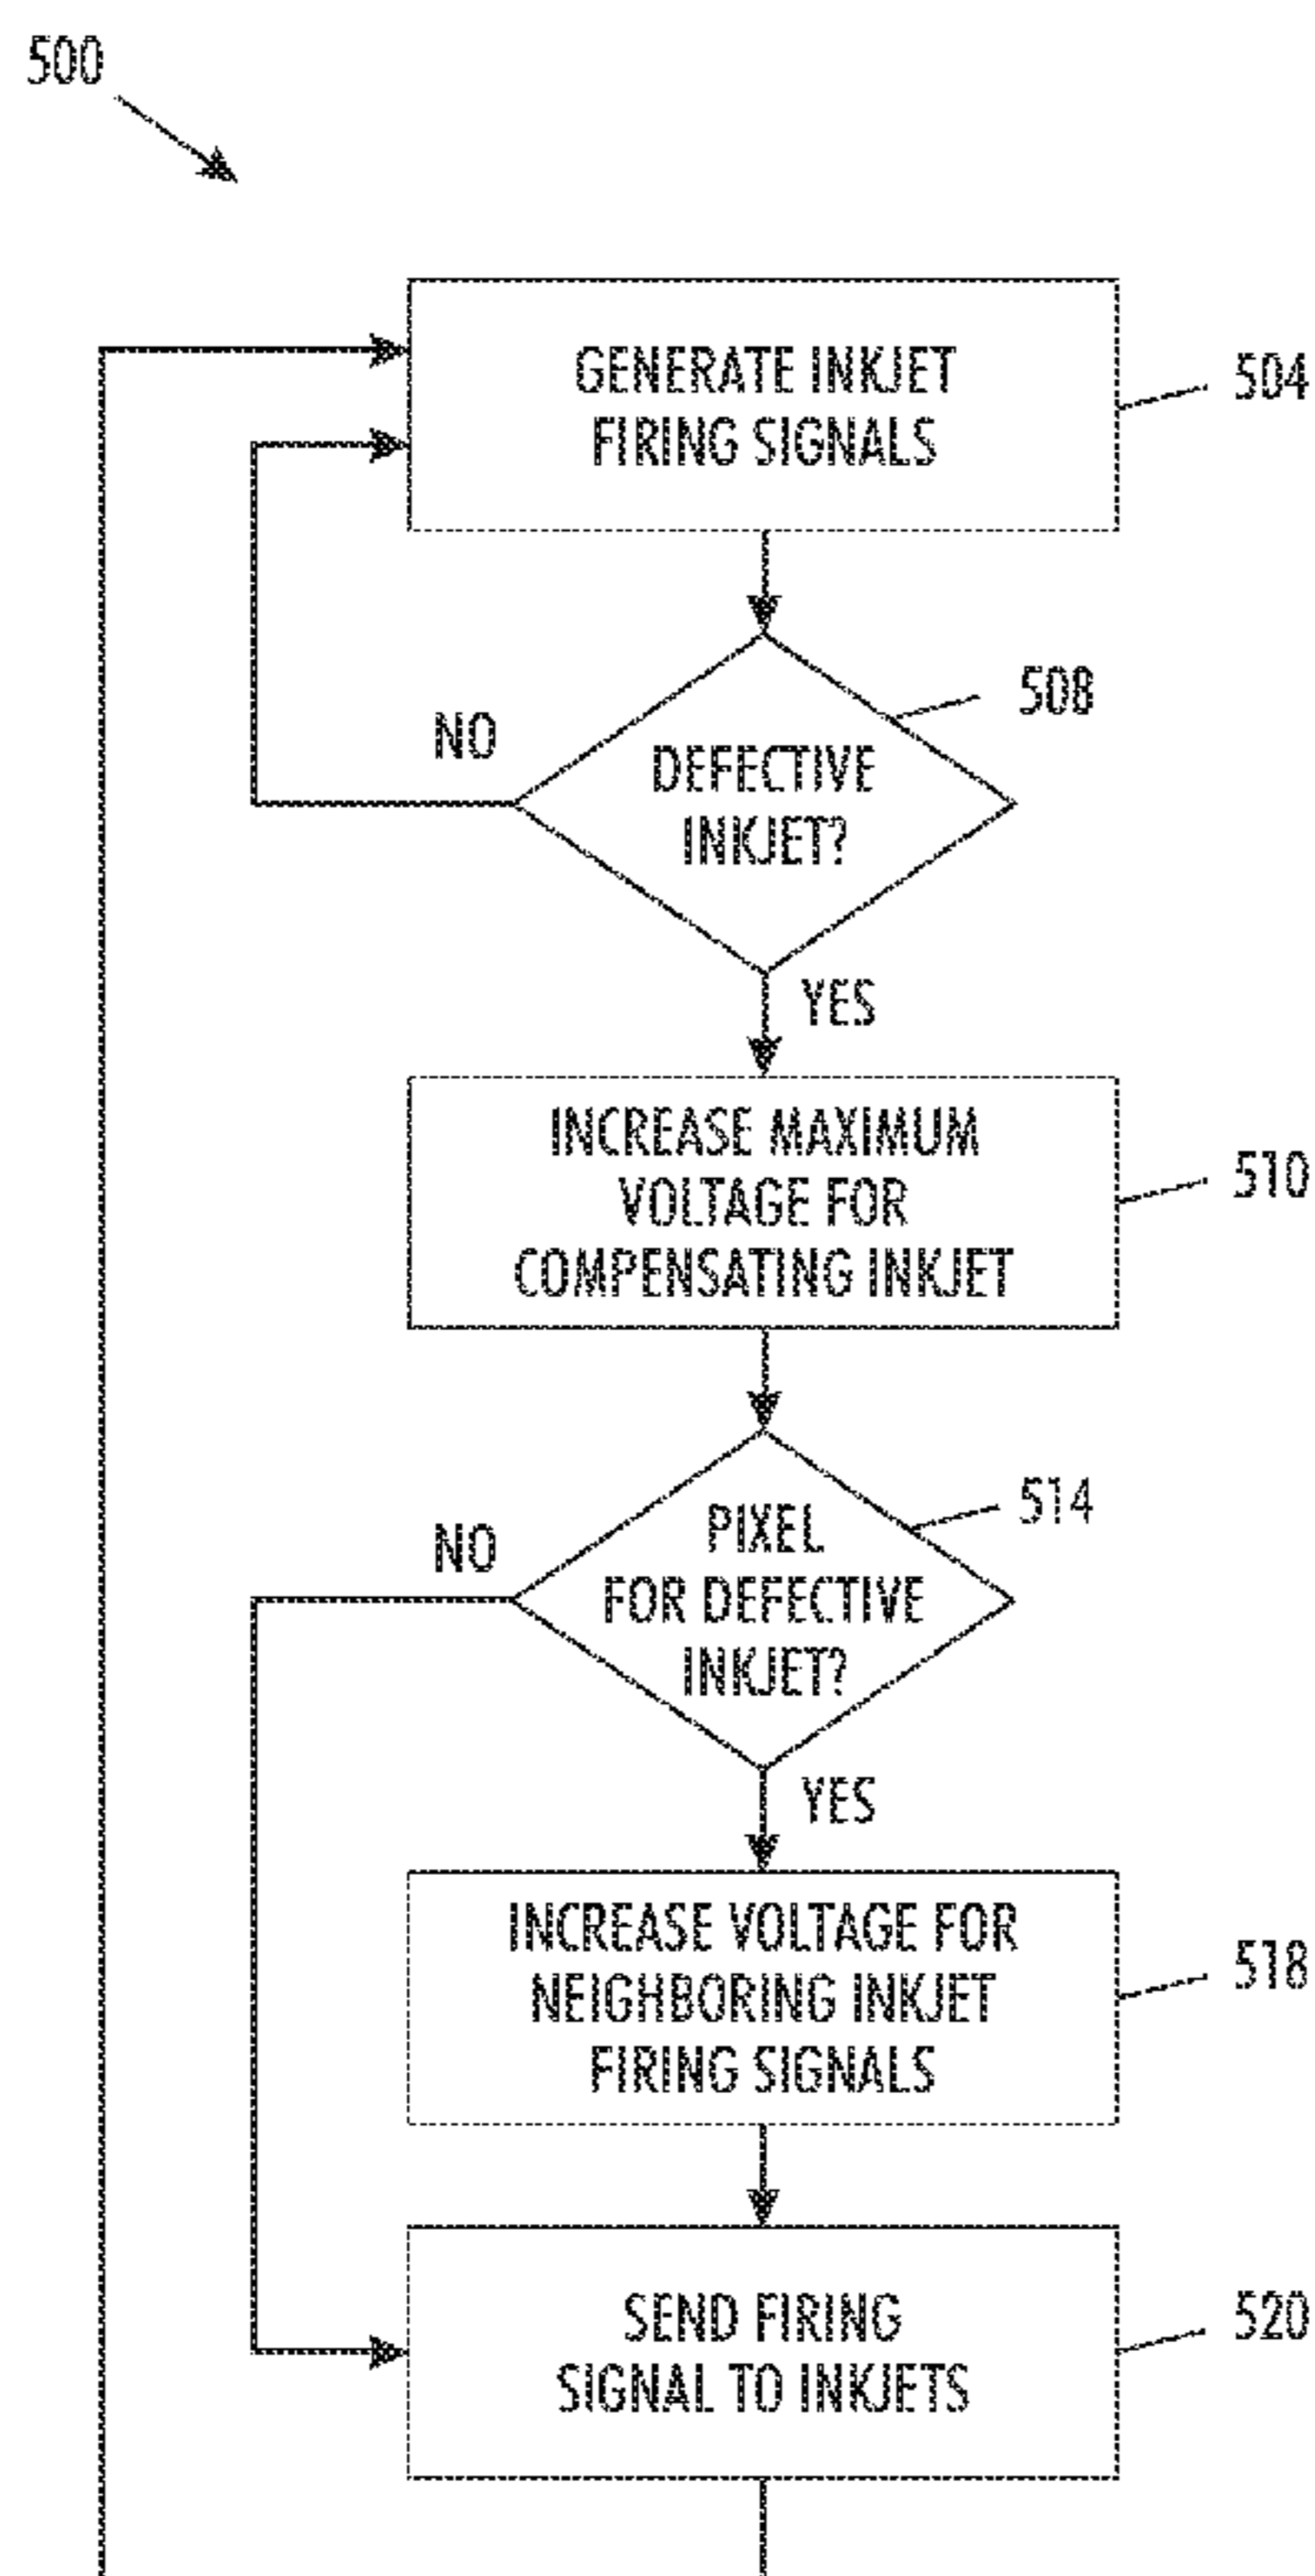 500
GENERATE INKJET
FIRING SIGNALS
504
508
NO
DEFECTIVE
INKJET?
YES
INCREASE MAXIMUM
VOLTAGE FOR
COMPENSATING INKJET
510
514
NO
PIXEL
FOR DEFECTIVE
INKJET?
YES
INCREASE VOLTAGE FOR
NEIGHBORING INKJET
FIRING SIGNALS
518
SEND FIRING
SIGNAL TO INKJETS
520